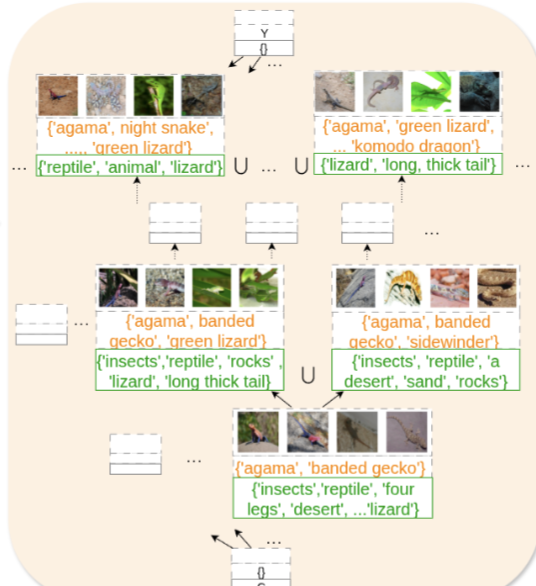 Y
{}
...
{'agama', night snake',
....., 'green lizard'}
{'reptile', 'animal', 'lizard'}
...
U ... U
{'agama', 'green lizard',
... 'komodo dragon'}
{'lizard', 'long, thick tail'}
...
...
...
{'agama', banded
gecko', 'green lizard'}
{'insects','reptile', 'rocks' ,
'lizard', 'long thick tail'}
U
{'agama', banded
gecko', 'sidewinder'}
{'insects', 'reptile', 'a
desert', 'sand', 'rocks'}
...
{'agama', 'banded gecko'}
{'insects','reptile', 'four
legs', 'desert', ...'lizard'}
...
{}